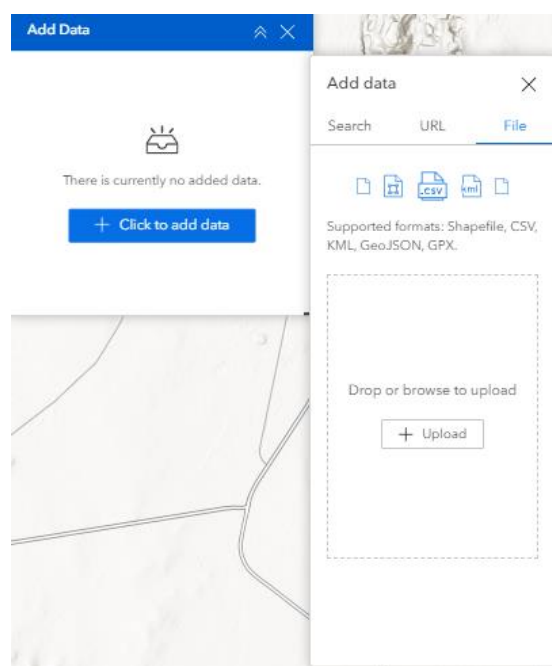 Add Data
There is currently no added data.
+ Click to add data
Add data
Search URL File
.csv kml
Supported formats: Shapefile, CSV,
KML, GeoJSON, GPX.
Drop or browse to upload
+ Upload